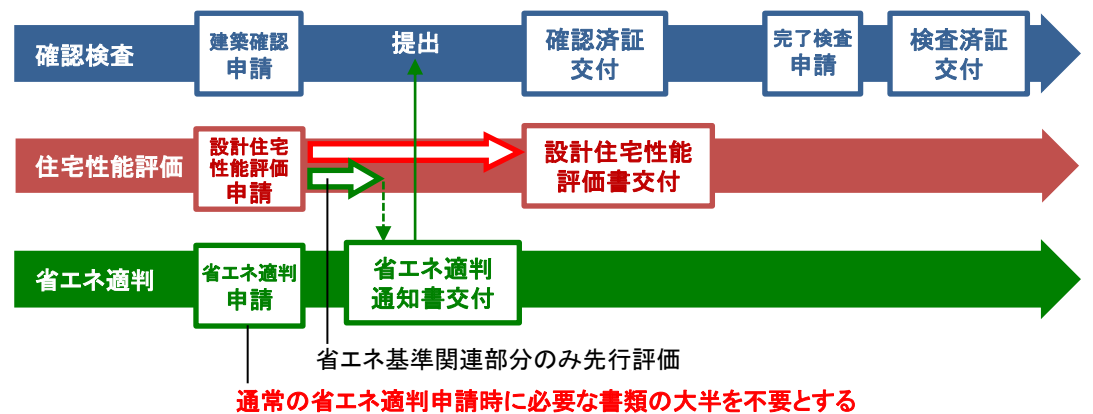 確認検査
建築確認
申請
提出
確認済証
交付
完了検査
申請
検査済証
交付
住宅性能評価
設計住宅
性能評価
申請
設計住宅性能
評価書交付
省エネ適判
省エネ適判
申請
省エネ適判
通知書交付
省エネ基準関連部分のみ先行評価
通常の省エネ適判申請時に必要な書類の大半を不要とする